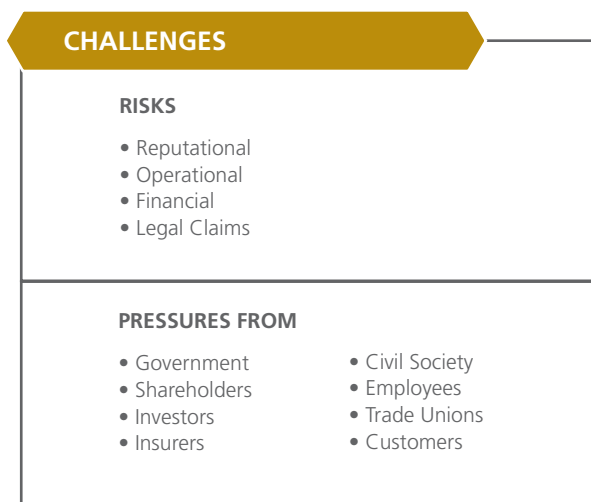 CHALLENGES
RISKS
• Reputational
• Operational
• Financial
• Legal Claims
PRESSURES FROM
• Government
• Shareholders
• Investors
• Insurers
• Civil Society
• Employees
• Trade Unions
• Customers